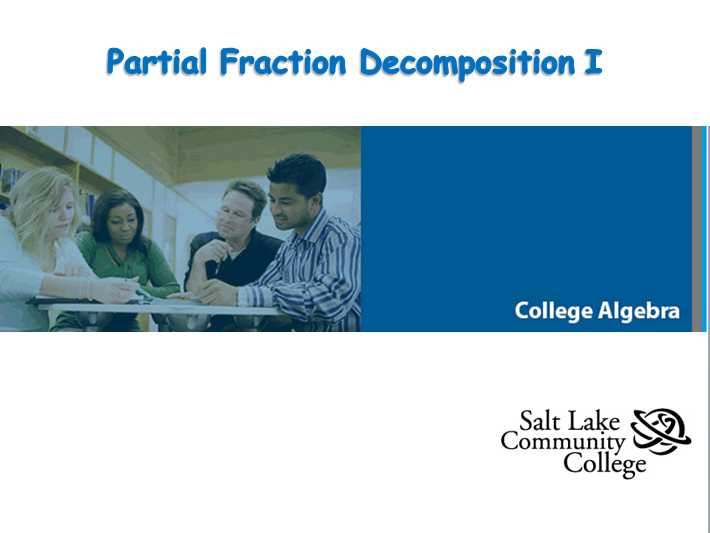 Partial Fraction Decomposition I
College Algebra
Salt Lake
Community
College